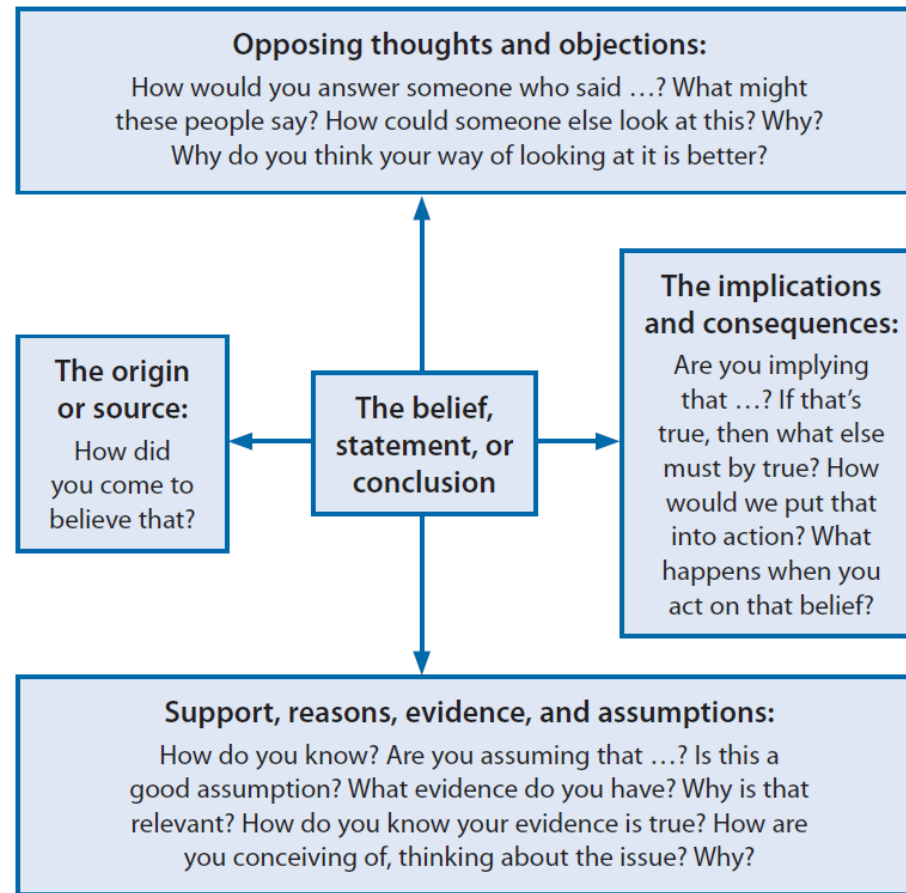 Opposing thoughts and objections:
How would you answer someone who said …? What might
these people say? How could someone else look at this? Why?
Why do you think your way of looking at it is better?
The origin
or source:
How did
you come to
believe that?
The belief,
statement, or
conclusion
The implications
and consequences:
Are you implying
that …? If that’s
true, then what else
must by true? How
would we put that
into action? What
happens when you
act on that belief?
Support, reasons, evidence, and assumptions:
How do you know? Are you assuming that …? Is this a
good assumption? What evidence do you have? Why is that
relevant? How do you know your evidence is true? How are
you conceiving of, thinking about the issue? Why?